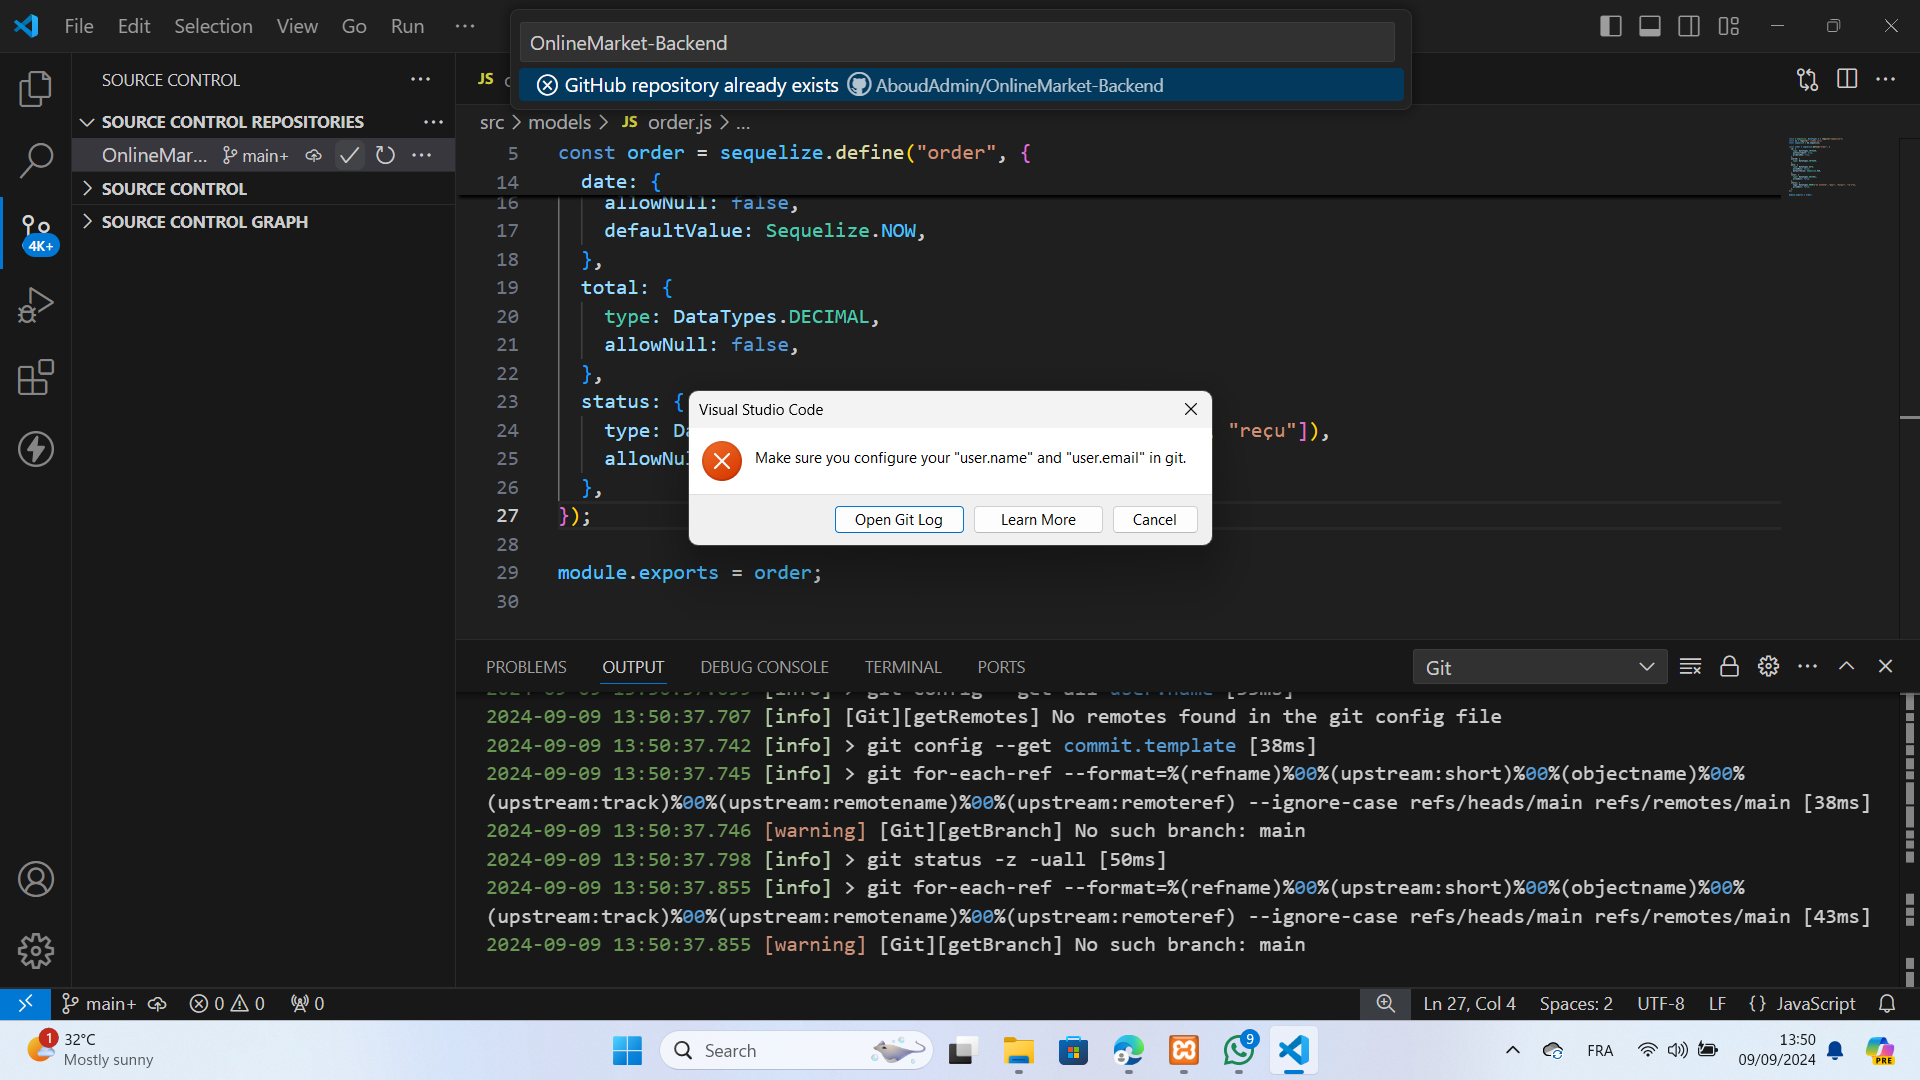 File Edit Selection View Go Run ···
OnlineMarket-Backend
GitHub repository already exists AboudAdmin/OnlineMarket-Backend
SOURCE CONTROL
SOURCE CONTROL REPOSITORIES
OnlineMar... main+
SOURCE CONTROL
SOURCE CONTROL GRAPH
4K+
JS
src > models > JS order.js > ...
5 const order = sequelize.define("order", {
14 date: {
16 allowNull: false,
17 defaultValue: Sequelize.NOW,
18 },
19 total: {
20 type: DataTypes.DECIMAL,
21 allowNull: false,
22 },
23 status: {
24 type: "reçu"]),
25
26 },
27 });
28
29 module.exports = order;
30
Visual Studio Code
Make sure you configure your "user.name" and "user.email" in git.
Open Git Log Learn More Cancel
PROBLEMS OUTPUT DEBUG CONSOLE TERMINAL PORTS Git
2024-09-09 13:50:37.707 [info] [Git][getRemotes] No remotes found in the git config file
2024-09-09 13:50:37.742 [info] > git config --get commit.template [38ms]
2024-09-09 13:50:37.745 [info] > git for-each-ref --format=%(refname)%00%(upstream:short)%00%(objectname)%00%
(upstream:track)%00%(upstream:remotename)%00%(upstream:remoteref) --ignore-case refs/heads/main refs/remotes/main [38ms]
2024-09-09 13:50:37.746 [warning] [Git][getBranch] No such branch: main
2024-09-09 13:50:37.798 [info] > git status -z -uall [50ms]
2024-09-09 13:50:37.855 [info] > git for-each-ref --format=%(refname)%00%(upstream:short)%00%(objectname)%00%
(upstream:track)%00%(upstream:remotename)%00%(upstream:remoteref) --ignore-case refs/heads/main refs/remotes/main [43ms]
2024-09-09 13:50:37.855 [warning] [Git][getBranch] No such branch: main
main+ 0 0 0 Ln 27, Col 4 Spaces: 2 UTF-8 LF {} JavaScript
1 32°C
Mostly sunny
Search
9
FRA
13:50
09/09/2024
PRE